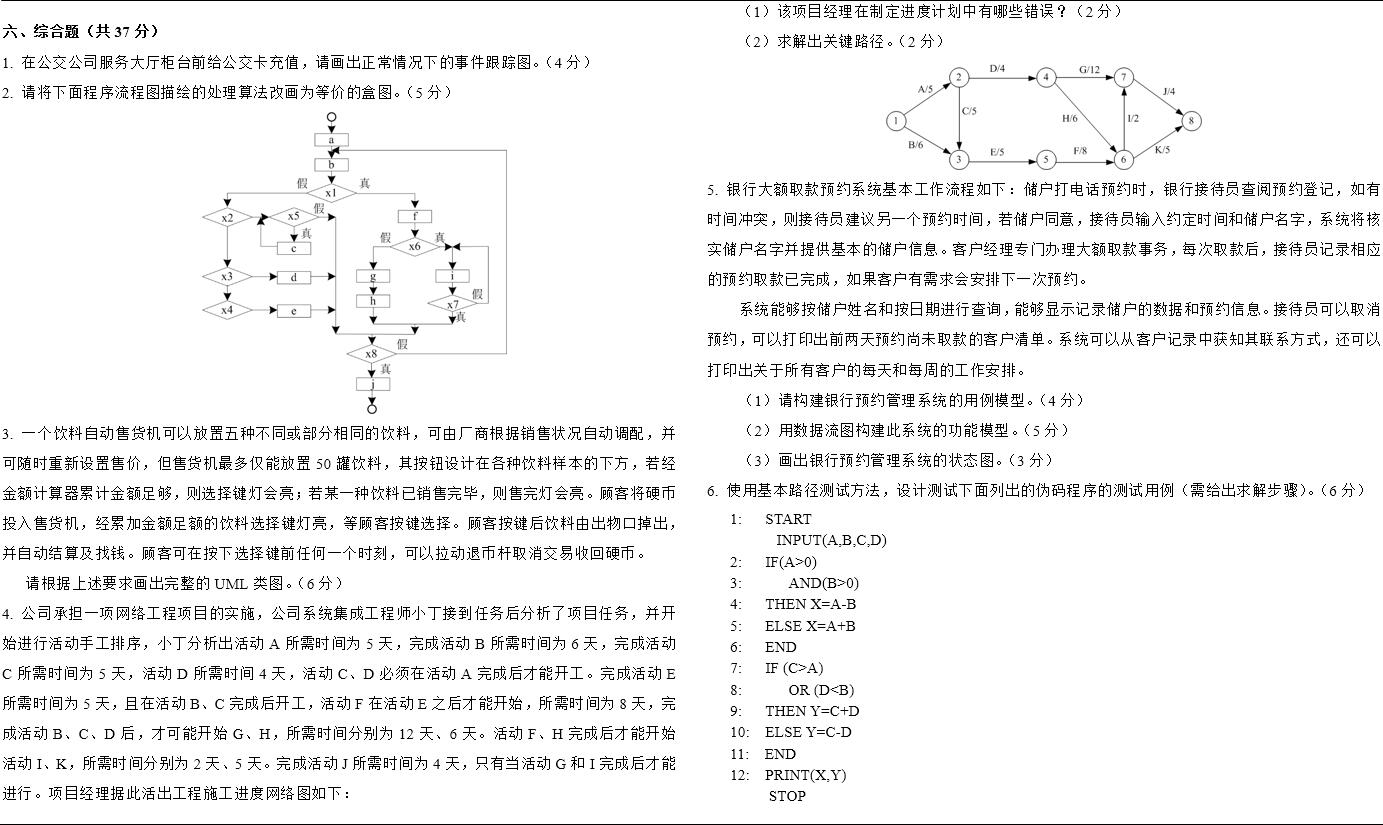 六、综合题（共 37 分）
1. 在公交公司服务大厅柜台前给公交卡充值，请画出正常情况下的事件跟踪图。（4 分）
2. 请将下面程序流程图描绘的处理算法改画为等价的盒图。（5 分）
a
b
假
x1
真
x2
x5
假
真
c
f
假
x6
真
x3
d
g
i
x4
e
h
x7
假
真
x8
假
真
j
3. 一个饮料自动售货机可以放置五种不同或部分相同的饮料，可由厂商根据销售状况自动调配，并
可随时重新设置售价，但售货机最多仅能放置 50 罐饮料，其按钮设计在各种饮料样本的下方，若经
金额计算器累计金额足够，则选择键灯会亮；若某一种饮料已销售完毕，则售完灯会亮。顾客将硬币
投入售货机，经累加金额足额的饮料选择键灯亮，等顾客按键选择。顾客按键后饮料由出物口掉出，
并自动结算及找钱。顾客可在按下选择键前任何一个时刻，可以拉动退币杆取消交易收回硬币。
请根据上述要求画出完整的 UML 类图。（6 分）
4. 公司承担一项网络工程项目的实施，公司系统集成工程师小丁接到任务后分析了项目任务，并开
始进行活动手工排序，小丁分析出活动 A 所需时间为 5 天，完成活动 B 所需时间为 6 天，完成活动
C 所需时间为 5 天，活动 D 所需时间 4 天，活动 C、D 必须在活动 A 完成后才能开工。完成活动 E
所需时间为 5 天，且在活动 B、C 完成后开工，活动 F 在活动 E 之后才能开始，所需时间为 8 天，完
成活动 B、C、D 后，才可能开始 G、H，所需时间分别为 12 天、6 天。活动 F、H 完成后才能开始
活动 I、K，所需时间分别为 2 天、5 天。完成活动 J 所需时间为 4 天，只有当活动 G 和 I 完成后才能
进行。项目经理据此活出工程施工进度网络图如下：
（1）该项目经理在制定进度计划中有哪些错误？（2 分）
（2）求解出关键路径。（2 分）
1
2
3
4
5
6
7
8
A/5
B/6
C/5
D/4
E/5
F/8
G/12
H/6
I/2
J/4
K/5
5. 银行大额取款预约系统基本工作流程如下：储户打电话预约时，银行接待员查阅预约登记，如有
时间冲突，则接待员建议另一个预约时间，若储户同意，接待员输入约定时间和储户名字，系统将核
实储户名字并提供基本的储户信息。客户经理专门办理大额取款事务，每次取款后，接待员记录相应
的预约取款已完成，如果客户有需求会安排下一次预约。
系统能够按储户姓名和按日期进行查询，能够显示记录储户的数据和预约信息。接待员可以取消
预约，可以打印出前两天预约尚未取款的客户清单。系统可以从客户记录中获知其联系方式，还可以
打印出关于所有客户的每天和每周的工作安排。
（1）请构建银行预约管理系统的用例模型。（4 分）
（2）用数据流图构建此系统的功能模型。（5 分）
（3）画出银行预约管理系统的状态图。（3 分）
6. 使用基本路径测试方法，设计测试下面列出的伪码程序的测试用例（需给出求解步骤）。（6 分）
1: START
INPUT(A,B,C,D)
2: IF(A>0)
3: AND(B>0)
4: THEN X=A-B
5: ELSE X=A+B
6: END
7: IF (C>A)
8: OR (D<B)
9: THEN Y=C+D
10: ELSE Y=C-D
11: END
12: PRINT(X,Y)
STOP